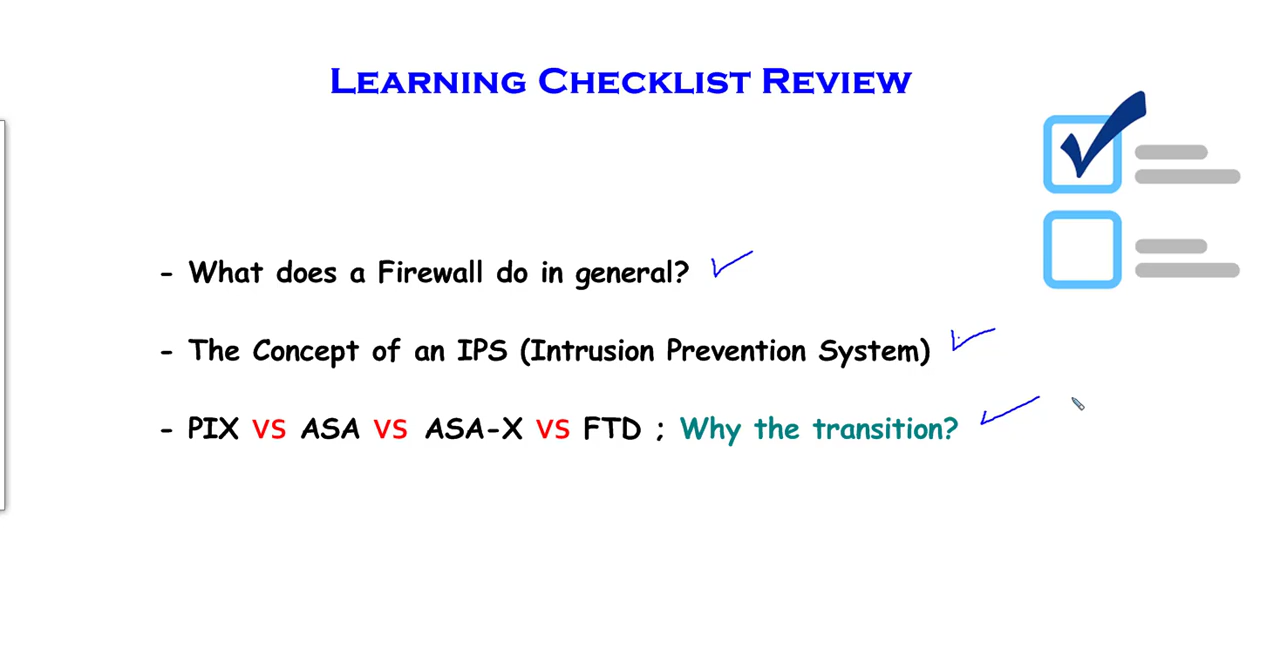 Learning Checklist Review
- What does a Firewall do in general?
- The Concept of an IPS (Intrusion Prevention System)
- PIX VS ASA VS ASA-X VS FTD ; Why the transition?